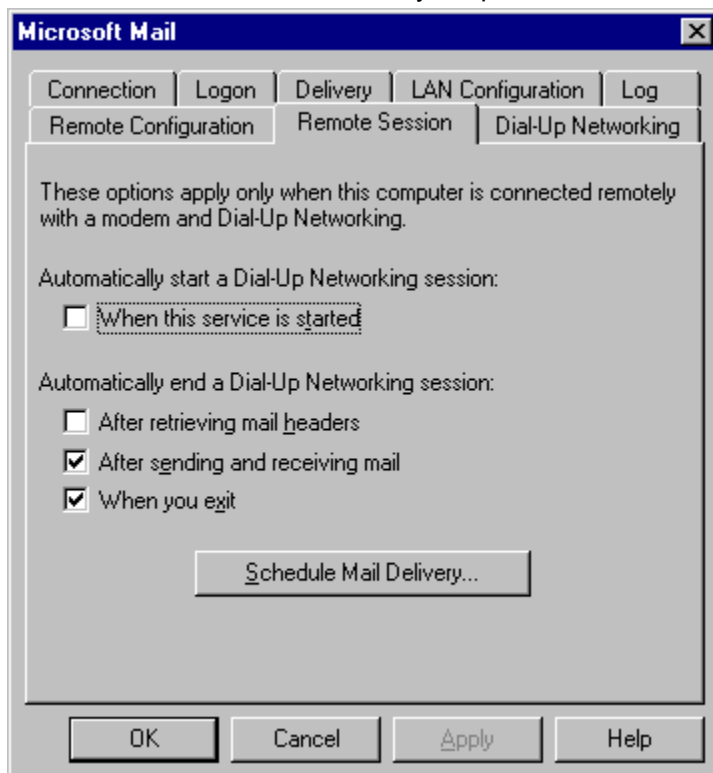 Microsoft Mail
Connection Logon Delivery LAN Configuration Log
Remote Configuration Remote Session Dial-Up Networking
These options apply only when this computer is connected remotely
with a modem and Dial-Up Networking.
Automatically start a Dial-Up Networking session:
When this service is started
Automatically end a Dial-Up Networking session:
After retrieving mail headers
After sending and receiving mail
When you exit
Schedule Mail Delivery...
OK Cancel Apply Help